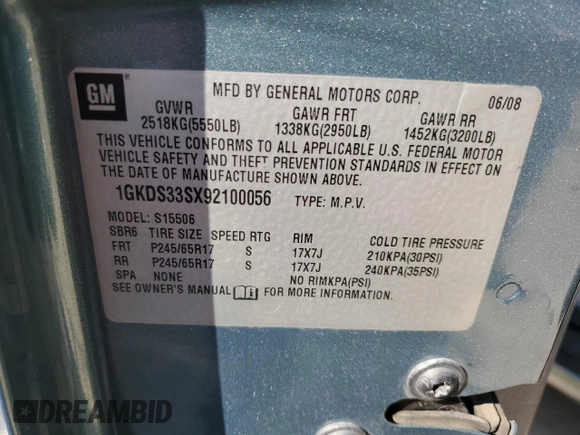 GM
MFD BY GENERAL MOTORS CORP. 06/08
GVWR GAWR FRT GAWR RR
2518KG(5550LB) 1338KG(2950LB) 1452KG(3200LB)
THIS VEHICLE CONFORMS TO ALL APPLICABLE U.S. FEDERAL MOTOR
VEHICLE SAFETY AND THEFT PREVENTION STANDARDS IN EFFECT ON
THE DATE OF MANUFACTURE SHOWN ABOVE.
1GKDS33SX92100056 TYPE: M.P.V.
MODEL: S15506
SBR6 TIRE SIZE SPEED RTG RIM COLD TIRE PRESSURE
FRT P245/65R17 S 17X7J 210KPA(30PSI)
RR P245/65R17 S 17X7J 240KPA(35PSI)
SPA NONE NO RIMKPA(PSI)
SEE OWNER'S MANUAL FOR MORE INFORMATION.
DREAMBID